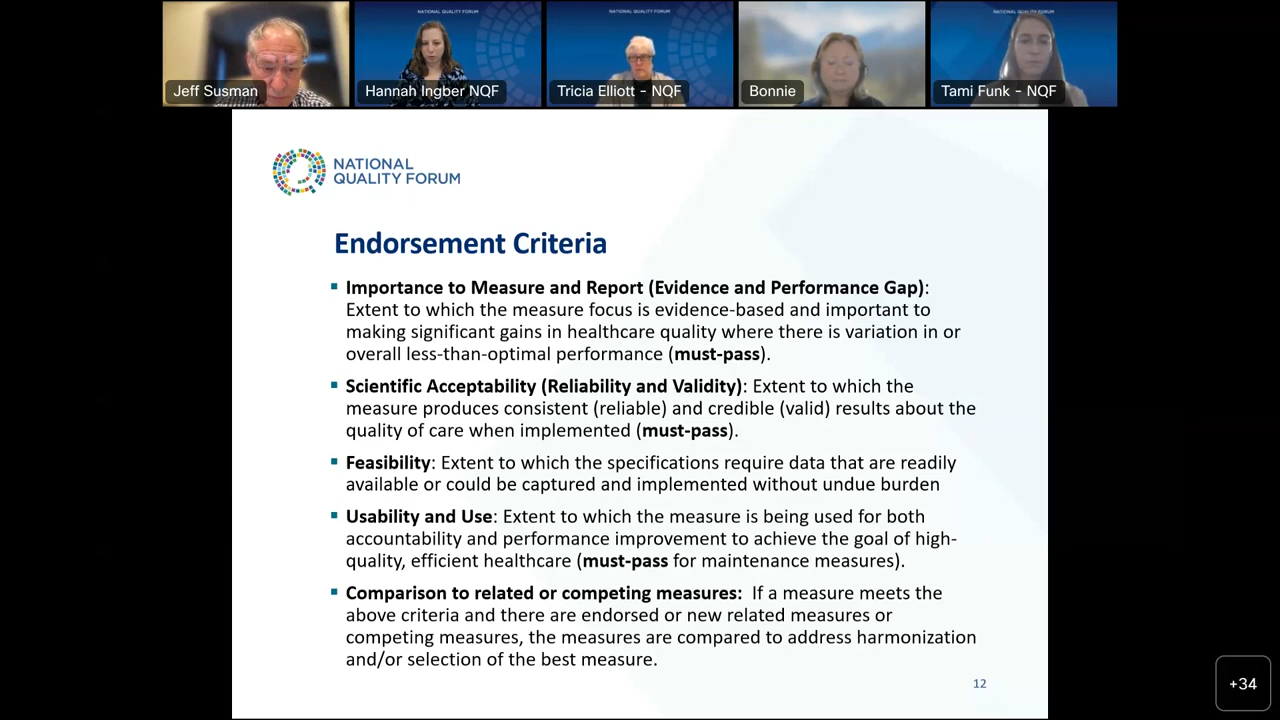 NATIONAL QUALITY FORUM
NATIONAL QUALITY FORUM
NATIONAL QUALITY FORUM
Jeff Susman
Hannah Ingber NQF
Tricia Elliott - NQF
Bonnie
Tami Funk - NQF
NATIONAL
QUALITY FORUM
Endorsement Criteria
▪ Importance to Measure and Report (Evidence and Performance Gap):
Extent to which the measure focus is evidence-based and important to
making significant gains in healthcare quality where there is variation in or
overall less-than-optimal performance (must-pass).
▪ Scientific Acceptability (Reliability and Validity): Extent to which the
measure produces consistent (reliable) and credible (valid) results about the
quality of care when implemented (must-pass).
▪ Feasibility: Extent to which the specifications require data that are readily
available or could be captured and implemented without undue burden
▪ Usability and Use: Extent to which the measure is being used for both
accountability and performance improvement to achieve the goal of high-
quality, efficient healthcare (must-pass for maintenance measures).
▪ Comparison to related or competing measures: If a measure meets the
above criteria and there are endorsed or new related measures or
competing measures, the measures are compared to address harmonization
and/or selection of the best measure.
12
+34